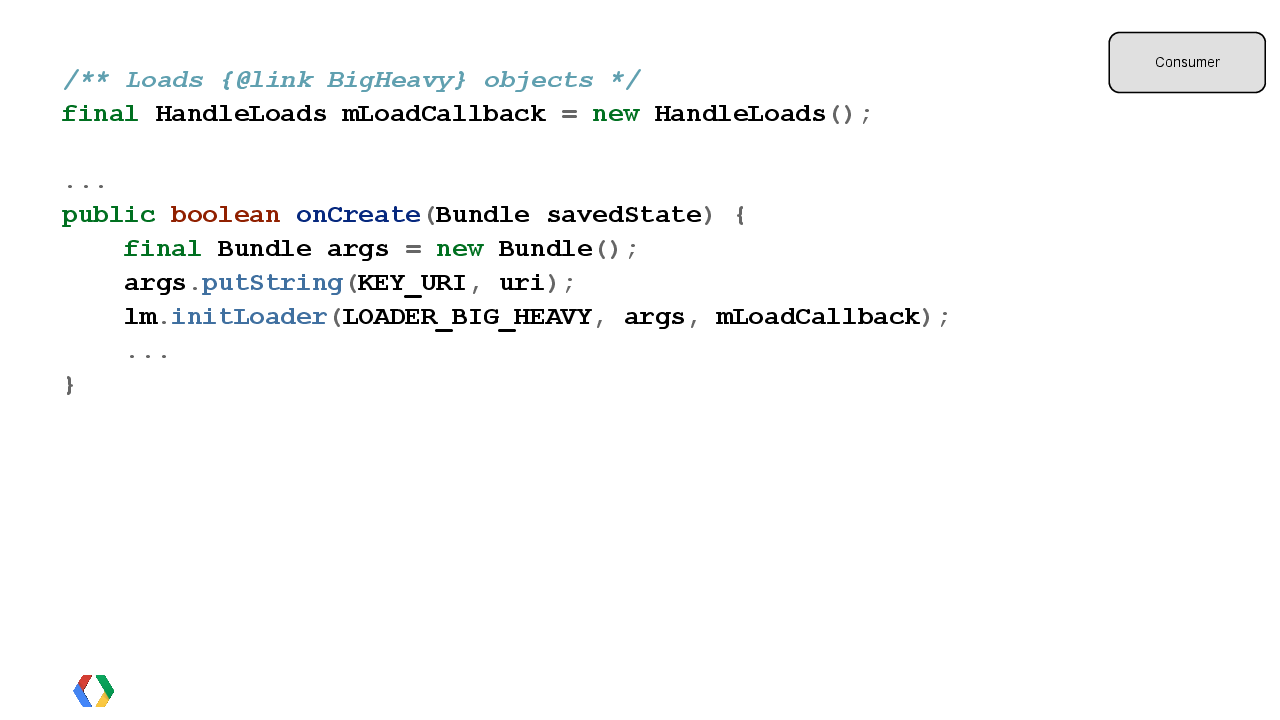 Consumer
/** Loads {@link BigHeavy} objects */
final HandleLoads mLoadCallback = new HandleLoads();
...
public boolean onCreate(Bundle savedState) {
    final Bundle args = new Bundle();
    args.putString(KEY_URI, uri);
    lm.initLoader(LOADER_BIG_HEAVY, args, mLoadCallback);
    ...
}